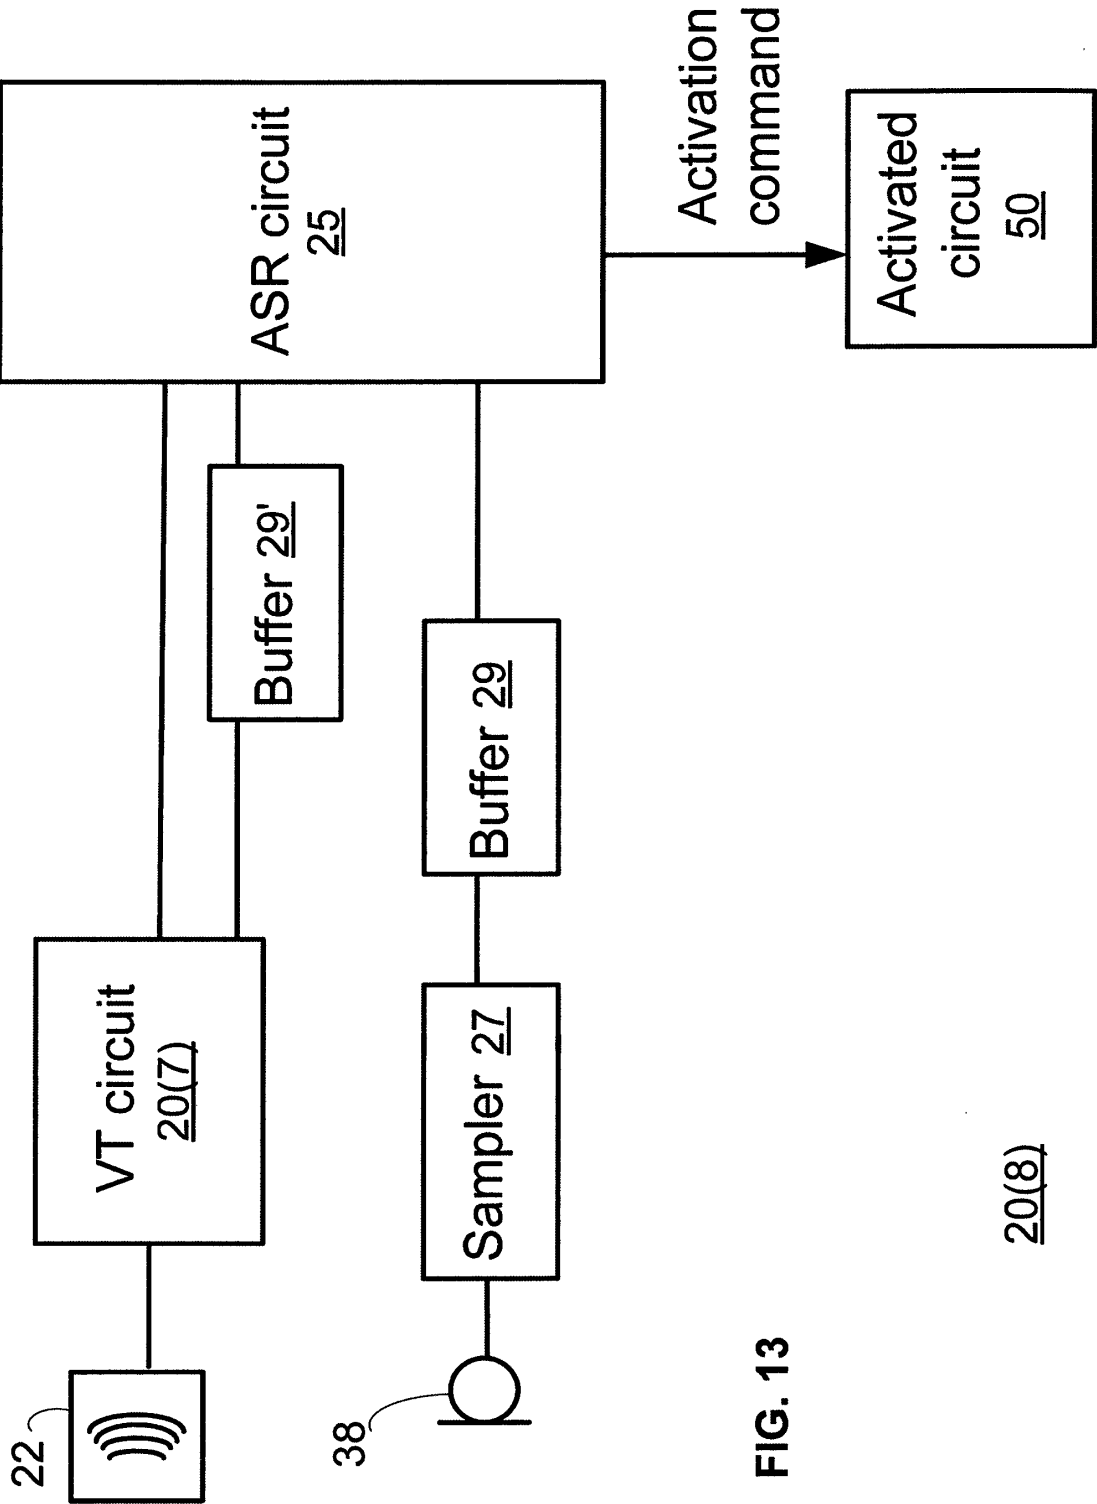 22
VT circuit
20(7)
Buffer 29'
ASR circuit
25
38
Sampler 27
Buffer 29
Activation
command
Activated
circuit
50
FIG. 13
20(8)